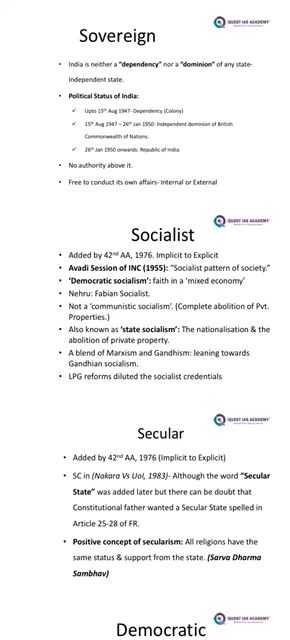 iQUEST IAS ACADEMY
Sovereign
• India is neither a “dependency” nor a “dominion” of any state-
Independent state.
• Political Status of India:
✓ Upto 15th Aug 1947- Dependency (Colony)
✓ 15th Aug 1947 – 26th Jan 1950: Independent dominion of British
Commonwealth of Nations.
✓ 26th Jan 1950 onwards: Republic of India.
• No authority above it.
• Free to conduct its own affairs- Internal or External
iQUEST IAS ACADEMY
Socialist
• Added by 42nd AA, 1976. Implicit to Explicit
• Avadi Session of INC (1955): “Socialist pattern of society.”
• ‘Democratic socialism’: faith in a ‘mixed economy’
• Nehru: Fabian Socialist.
• Not a ‘communistic socialism’. (Complete abolition of Pvt.
Properties.)
• Also known as ‘state socialism’: The nationalisation & the
abolition of private property.
• A blend of Marxism and Gandhism: leaning towards
Gandhian socialism.
• LPG reforms diluted the socialist credentials
iQUEST IAS ACADEMY
Secular
• Added by 42nd AA, 1976 (Implicit to Explicit)
• SC in (Nakara Vs UoI, 1983)- Although the word “Secular
State” was added later but there can be doubt that
Constitutional father wanted a Secular State spelled in
Article 25-28 of FR.
• Positive concept of secularism: All religions have the
same status & support from the state. (Sarva Dharma
Sambhav)
iQUEST IAS ACADEMY
Democratic